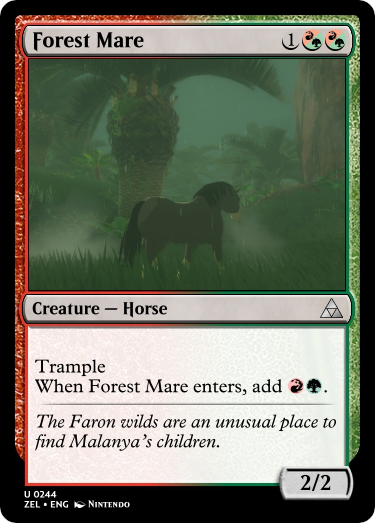 Forest Mare 1
Creature — Horse
Trample
When Forest Mare enters, add .
The Faron wilds are an unusual place to
find Malanya's children.
2/2
U 0244
ZEL • ENG Nintendo